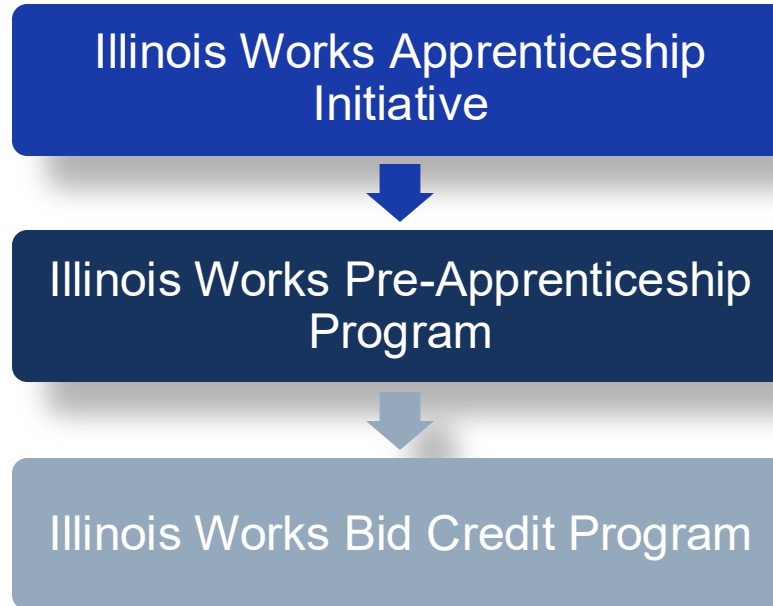 Illinois Works Apprenticeship
Initiative
Illinois Works Pre-Apprenticeship
Program
Illinois Works Bid Credit Program